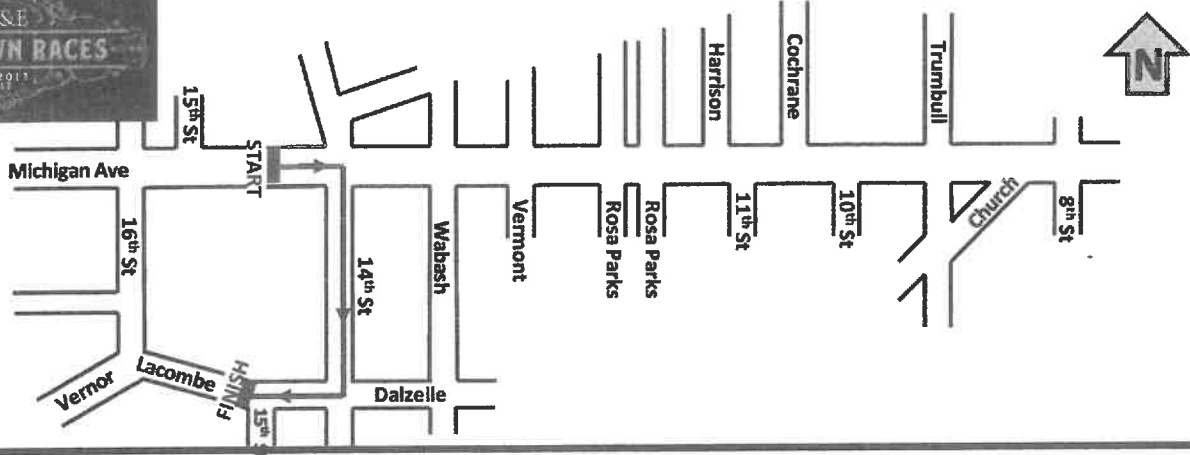 &E
WN RACES
2011
15th St
START
Harrison
Cochrane
Trumbull
N
Michigan Ave
16th St
14th St
Wabash
Vermont
Rosa Parks
Rosa Parks
11th St
10th St
Church
8th St
Vernor
Lacombe
FINISH
15th S
Dalzelle